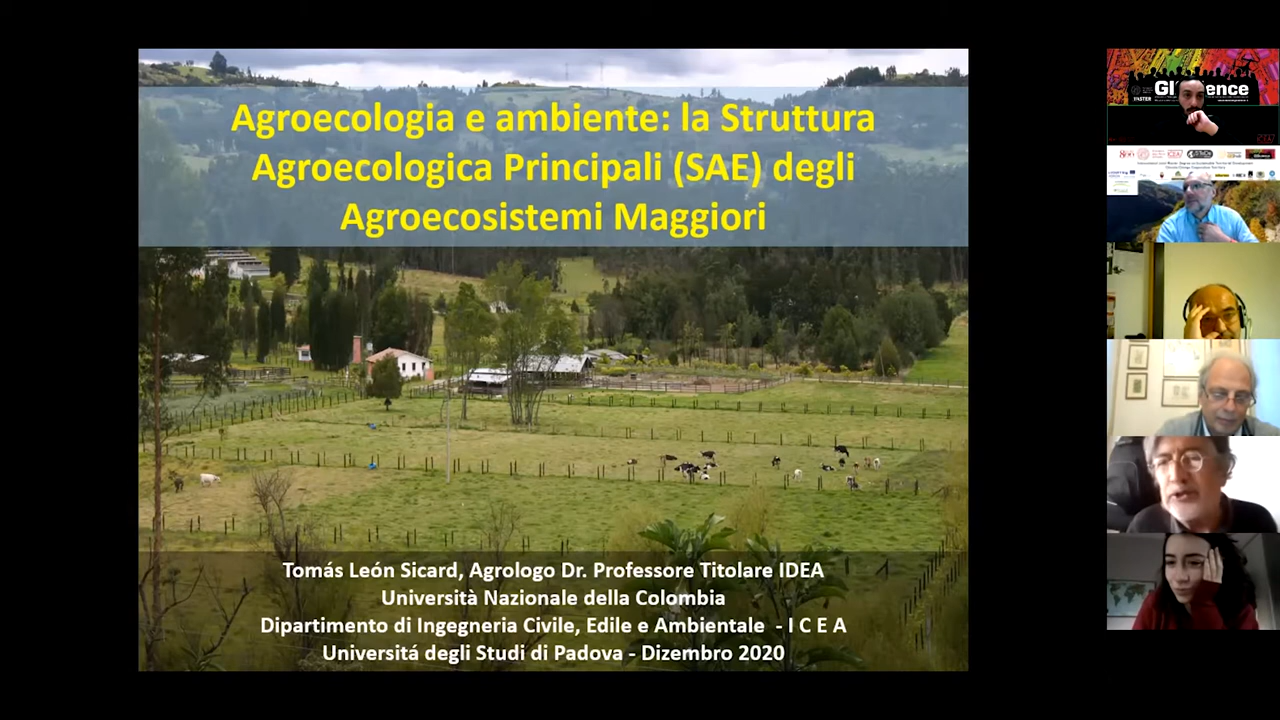 Agroecologia e ambiente: la Struttura
Agroecologica Principali (SAE) degli
Agroecosistemi Maggiori
Tomás León Sicard, Agrologo Dr. Professore Titolare IDEA
Università Nazionale della Colombia
Dipartimento di Ingegneria Civile, Edile e Ambientale - I C E A
Universitá degli Studi di Padova - Dizembro 2020